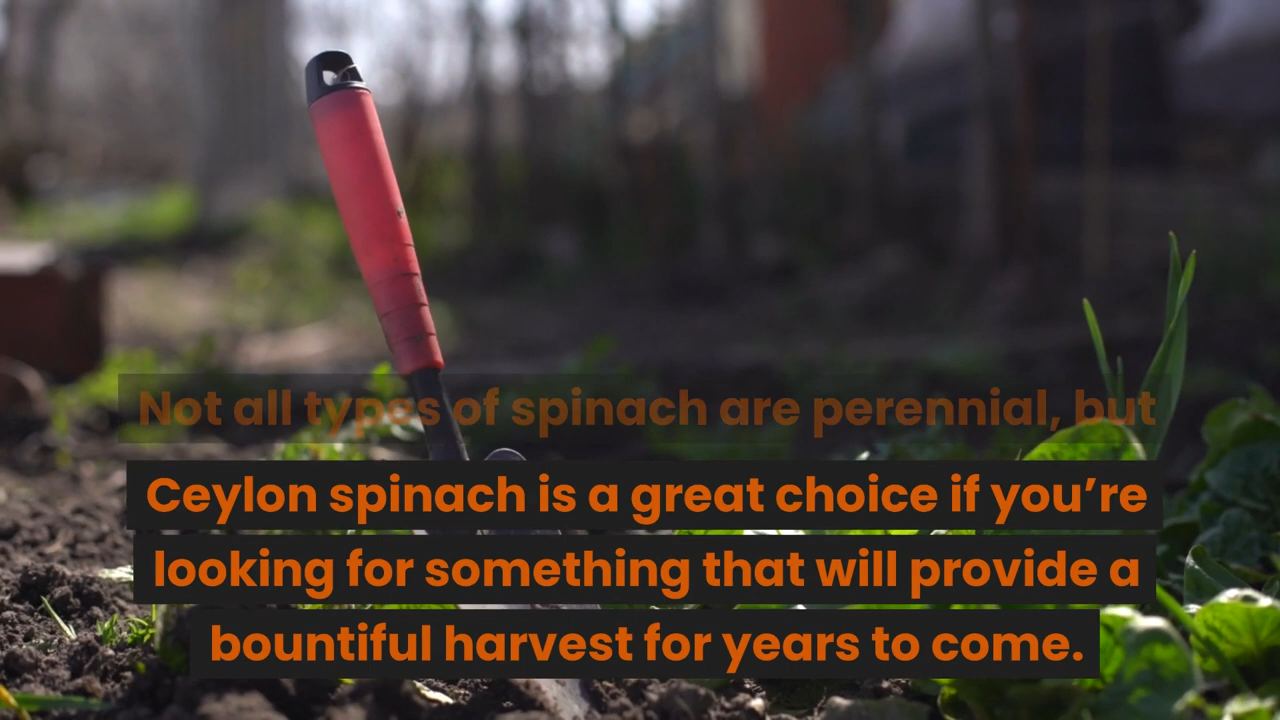 Not all types of spinach are perennial, but
Ceylon spinach is a great choice if you’re
looking for something that will provide a
bountiful harvest for years to come.